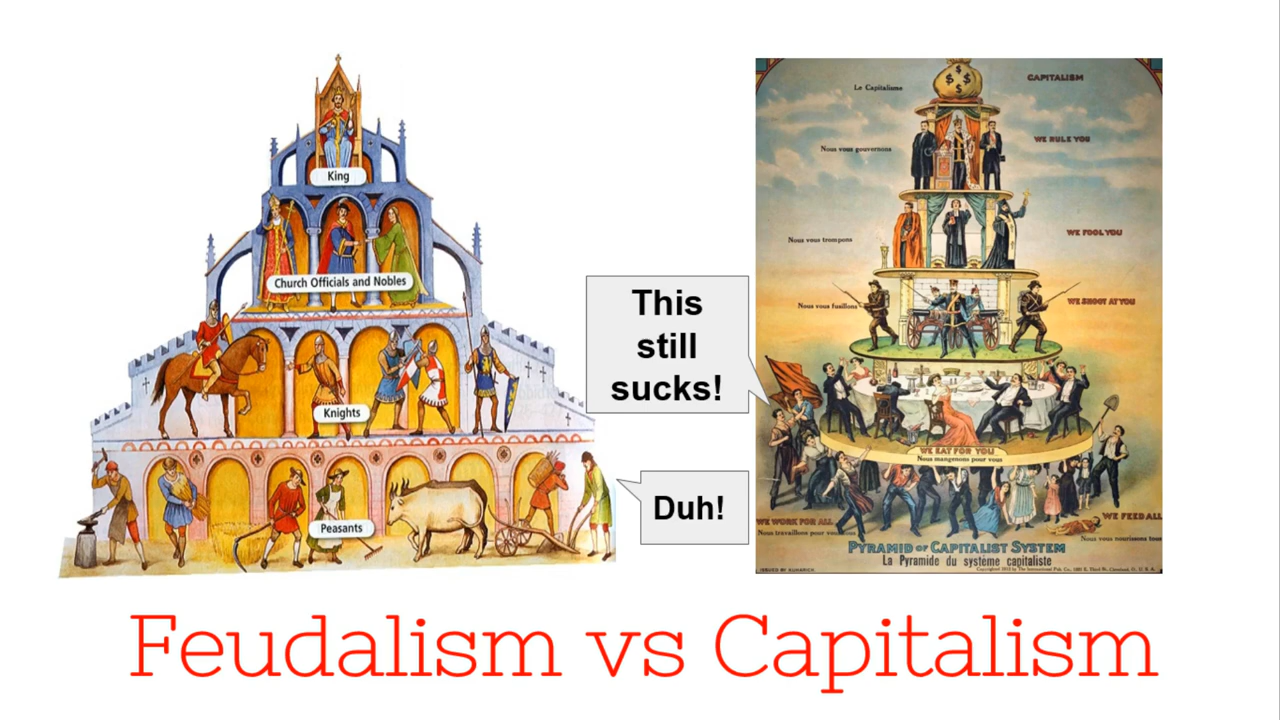 King
Church Officials and Nobles
Knights
Peasants
This
still
sucks!
Duh!
Le Capitalisme
CAPITALISM
Nous vous gouvernons
WE RULE YOU
Nous vous trompons
WE FOOL YOU
Nous vous fusillons
WE SHOOT AT YOU
WE EAT FOR YOU
Nous mangeons pour vous
WE WORK FOR ALL
Nous travaillons pour
WE FEED ALL
Nous vous nourissons tous
PYRAMID OF CAPITALIST SYSTEM
La Pyramide du système capitaliste
Feudalism vs Capitalism